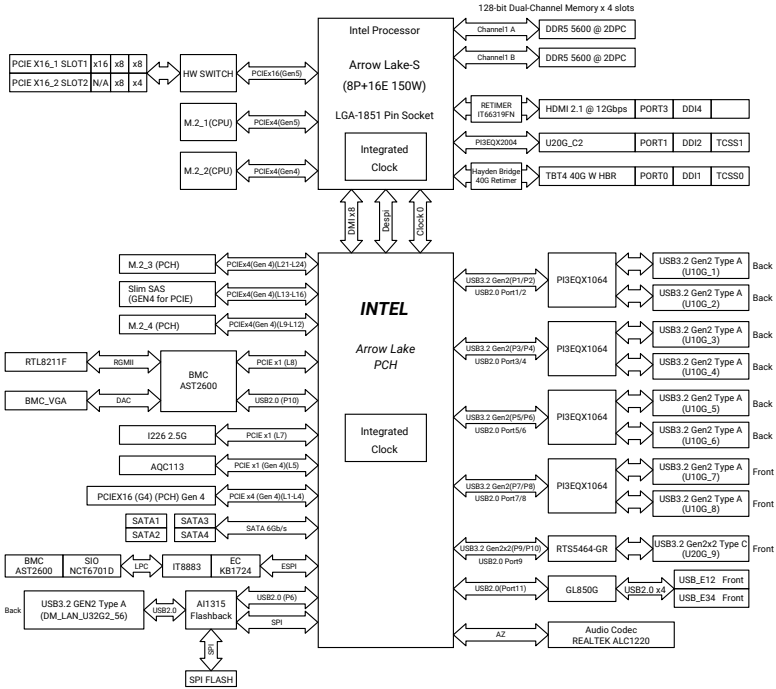 128-bit Dual-Channel Memory x 4 slots
Intel Processor
Arrow Lake-S
(8P+16E 150W)
LGA-1851 Pin Socket
Integrated
Clock
Channel1 A
DDR5 5600 @ 2DPC
Channel1 B
DDR5 5600 @ 2DPC
PCIE X16_1 SLOT1 x16 x8 x8
PCIE X16_2 SLOT2 N/A x8 x4
HW SWITCH
PCIEx16(Gen5)
M.2_1(CPU)
PCIEx4(Gen5)
M.2_2(CPU)
PCIEx4(Gen4)
RETIMER
IT66319FN
HDMI 2.1 @ 12Gbps PORT3 DDI4
PI3EQX2004
U20G_C2 PORT1 DDI2 TCSS1
Hayden Bridge
40G Retimer
TBT4 40G W HBR PORT0 DDI1 TCSS0
DMI x8
Despi
Clock 0
INTEL
Arrow Lake
PCH
Integrated
Clock
M.2_3 (PCH)
PCIEx4(Gen 4)(L21-L24)
Slim SAS
(GEN4 for PCIE)
PCIEx4(Gen 4)(L13-L16)
M.2_4 (PCH)
PCIEx4(Gen 4)(L9-L12)
RTL8211F
RGMII
BMC
AST2600
PCIE x1 (L8)
BMC_VGA
DAC
USB2.0 (P10)
I226 2.5G
PCIE x1 (L7)
AQC113
PCIE x1 (Gen 4)(L5)
PCIEX16 (G4) (PCH) Gen 4
PCIE x4 (Gen 4)(L1-L4)
SATA1 SATA3
SATA2 SATA4
SATA 6Gb/s
BMC
AST2600
SIO
NCT6701D
LPC
IT8883
EC
KB1724
ESPI
Back
USB3.2 GEN2 Type A
(DM_LAN_U32G2_56)
USB2.0
AI1315
Flashback
USB2.0 (P6)
SPI
SPI
SPI FLASH
USB3.2 Gen2(P1/P2)
USB2.0 Port1/2
PI3EQX1064
USB3.2 Gen2 Type A
(U10G_1)
Back
USB3.2 Gen2 Type A
(U10G_2)
Back
USB3.2 Gen2(P3/P4)
USB2.0 Port3/4
PI3EQX1064
USB3.2 Gen2 Type A
(U10G_3)
Back
USB3.2 Gen2 Type A
(U10G_4)
Back
USB3.2 Gen2(P5/P6)
USB2.0 Port5/6
PI3EQX1064
USB3.2 Gen2 Type A
(U10G_5)
Back
USB3.2 Gen2 Type A
(U10G_6)
Back
USB3.2 Gen2(P7/P8)
USB2.0 Port7/8
PI3EQX1064
USB3.2 Gen2 Type A
(U10G_7)
Front
USB3.2 Gen2 Type A
(U10G_8)
Front
USB3.2 Gen2x2(P9/P10)
USB2.0 Port9
RTS5464-GR
USB3.2 Gen2x2 Type C
(U20G_9)
Front
USB2.0(Port11)
GL850G
USB2.0 x4
USB_E12 Front
USB_E34 Front
AZ
Audio Codec
REALTEK ALC1220